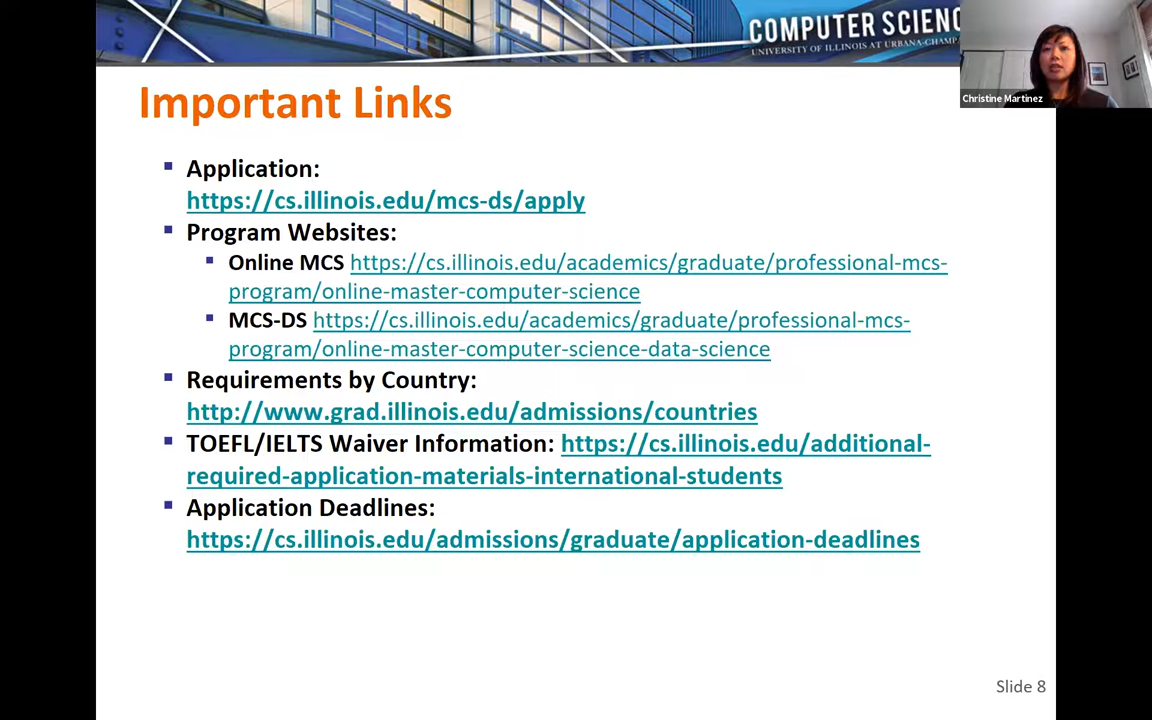 COMPUTER SCIENC
UNIVERSITY OF ILLINOIS AT URBANA-CHAMP
Christine Martinez
Important Links
Application:
https://cs.illinois.edu/mcs-ds/apply
Program Websites:
Online MCS https://cs.illinois.edu/academics/graduate/professional-mcs-
program/online-master-computer-science
MCS-DS https://cs.illinois.edu/academics/graduate/professional-mcs-
program/online-master-computer-science-data-science
Requirements by Country:
http://www.grad.illinois.edu/admissions/countries
TOEFL/IELTS Waiver Information: https://cs.illinois.edu/additional-
required-application-materials-international-students
Application Deadlines:
https://cs.illinois.edu/admissions/graduate/application-deadlines
Slide 8